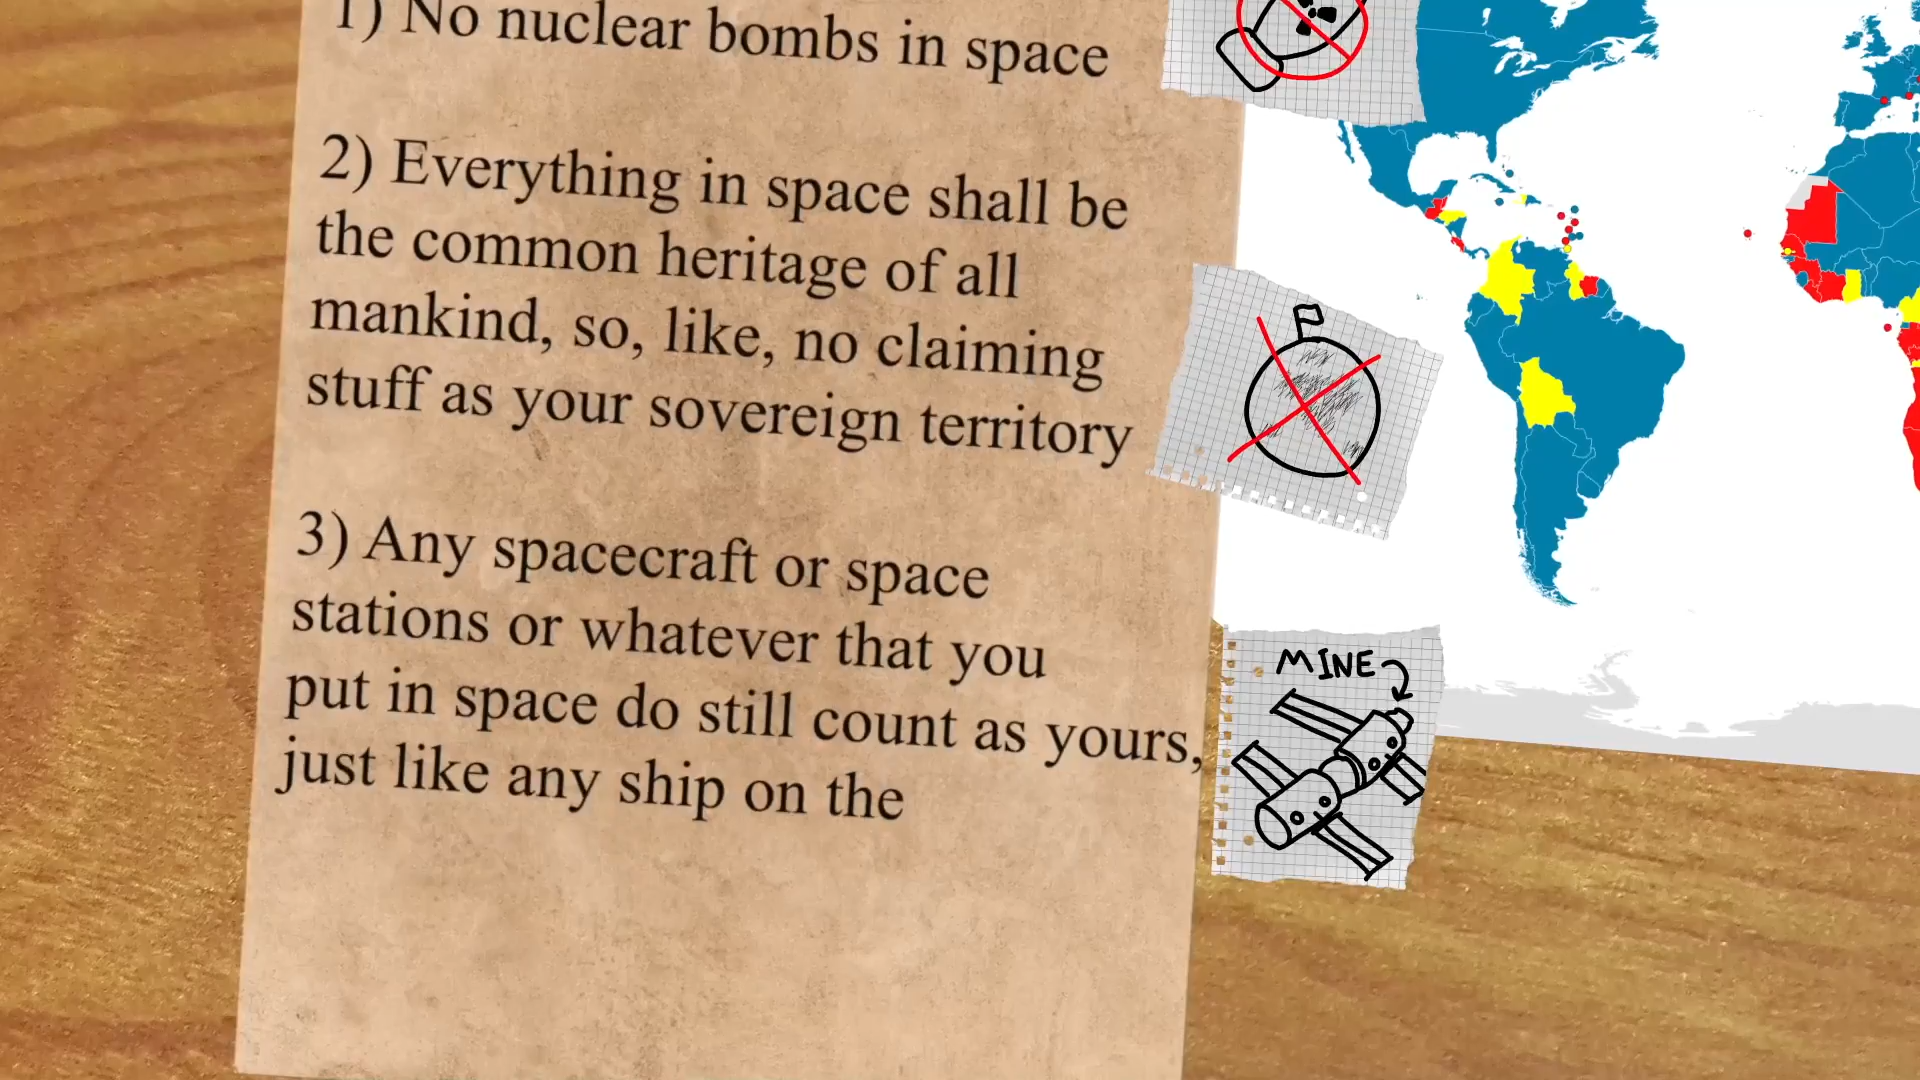 1) No nuclear bombs in space
2) Everything in space shall be
the common heritage of all
mankind, so, like, no claiming
stuff as your sovereign territory
3) Any spacecraft or space
stations or whatever that you
put in space do still count as yours,
just like any ship on the
MINE